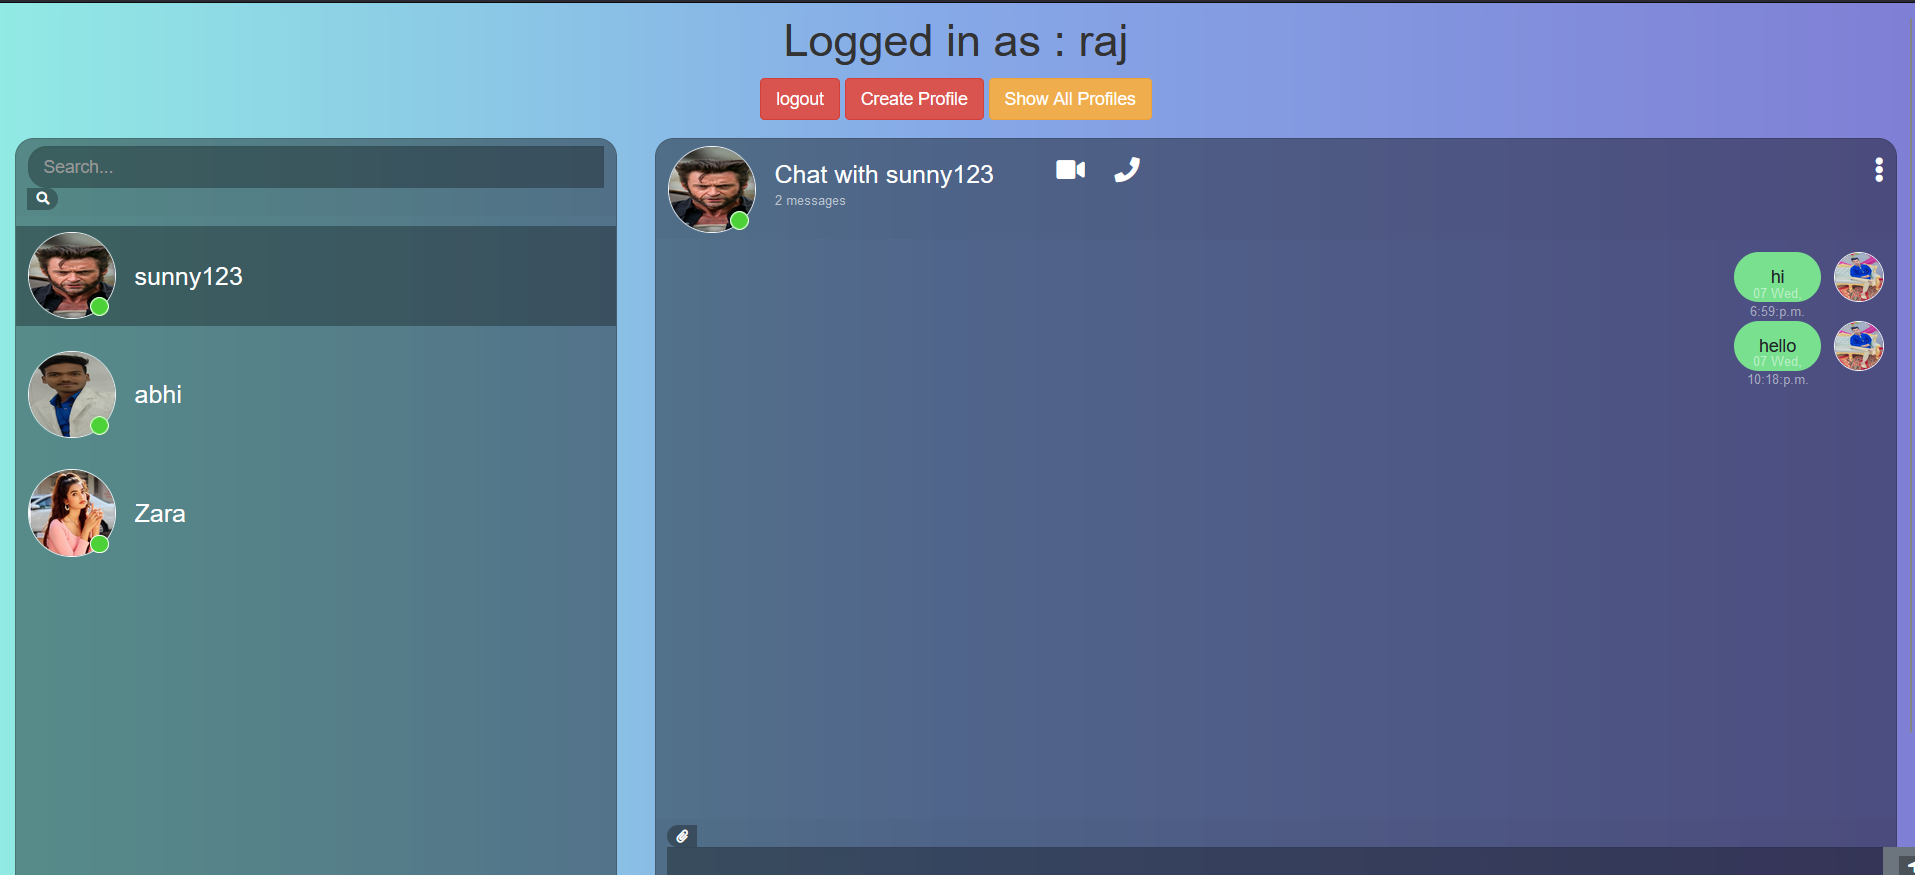 Logged in as : raj
logout
Create Profile
Show All Profiles
Search...
sunny123
abhi
Zara
Chat with sunny123
2 messages
hi
07 Wed,
6:59:p.m.
hello
07 Wed,
10:18:p.m.